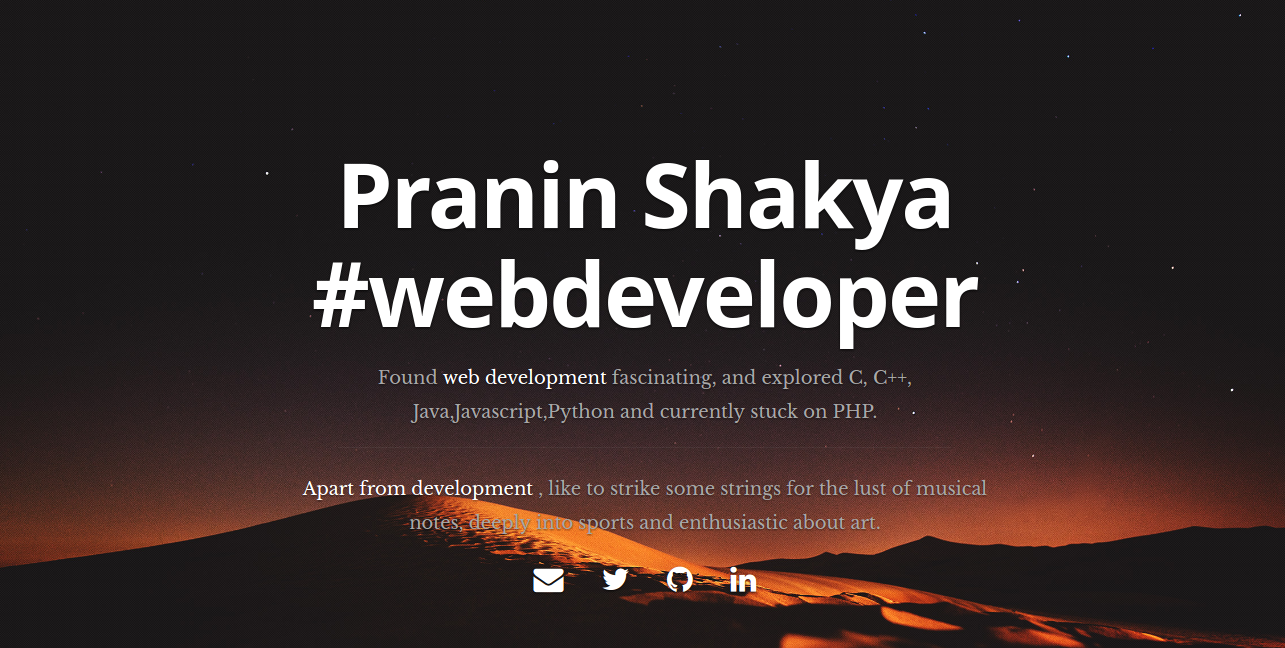 Pranin Shakya
#webdeveloper
Found web development fascinating, and explored C, C++,
Java,Javascript,Python and currently stuck on PHP.
Apart from development , like to strike some strings for the lust of musical
notes, deeply into sports and enthusiastic about art.
in